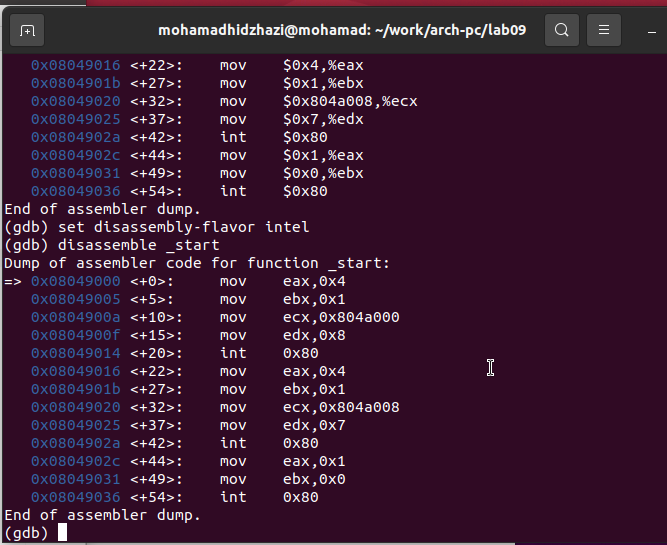 mohamadhidzhazi@mohamad: ~/work/arch-pc/lab09
0x08049016 <+22>: mov $0x4,%eax
0x0804901b <+27>: mov $0x1,%ebx
0x08049020 <+32>: mov $0x804a008,%ecx
0x08049025 <+37>: mov $0x7,%edx
0x0804902a <+42>: int $0x80
0x0804902c <+44>: mov $0x1,%eax
0x08049031 <+49>: mov $0x0,%ebx
0x08049036 <+54>: int $0x80
End of assembler dump.
(gdb) set disassembly-flavor intel
(gdb) disassemble _start
Dump of assembler code for function _start:
=> 0x08049000 <+0>: mov eax,0x4
0x08049005 <+5>: mov ebx,0x1
0x0804900a <+10>: mov ecx,0x804a000
0x0804900f <+15>: mov edx,0x8
0x08049014 <+20>: int 0x80
0x08049016 <+22>: mov eax,0x4
0x0804901b <+27>: mov ebx,0x1
0x08049020 <+32>: mov ecx,0x804a008
0x08049025 <+37>: mov edx,0x7
0x0804902a <+42>: int 0x80
0x0804902c <+44>: mov eax,0x1
0x08049031 <+49>: mov ebx,0x0
0x08049036 <+54>: int 0x80
End of assembler dump.
(gdb)